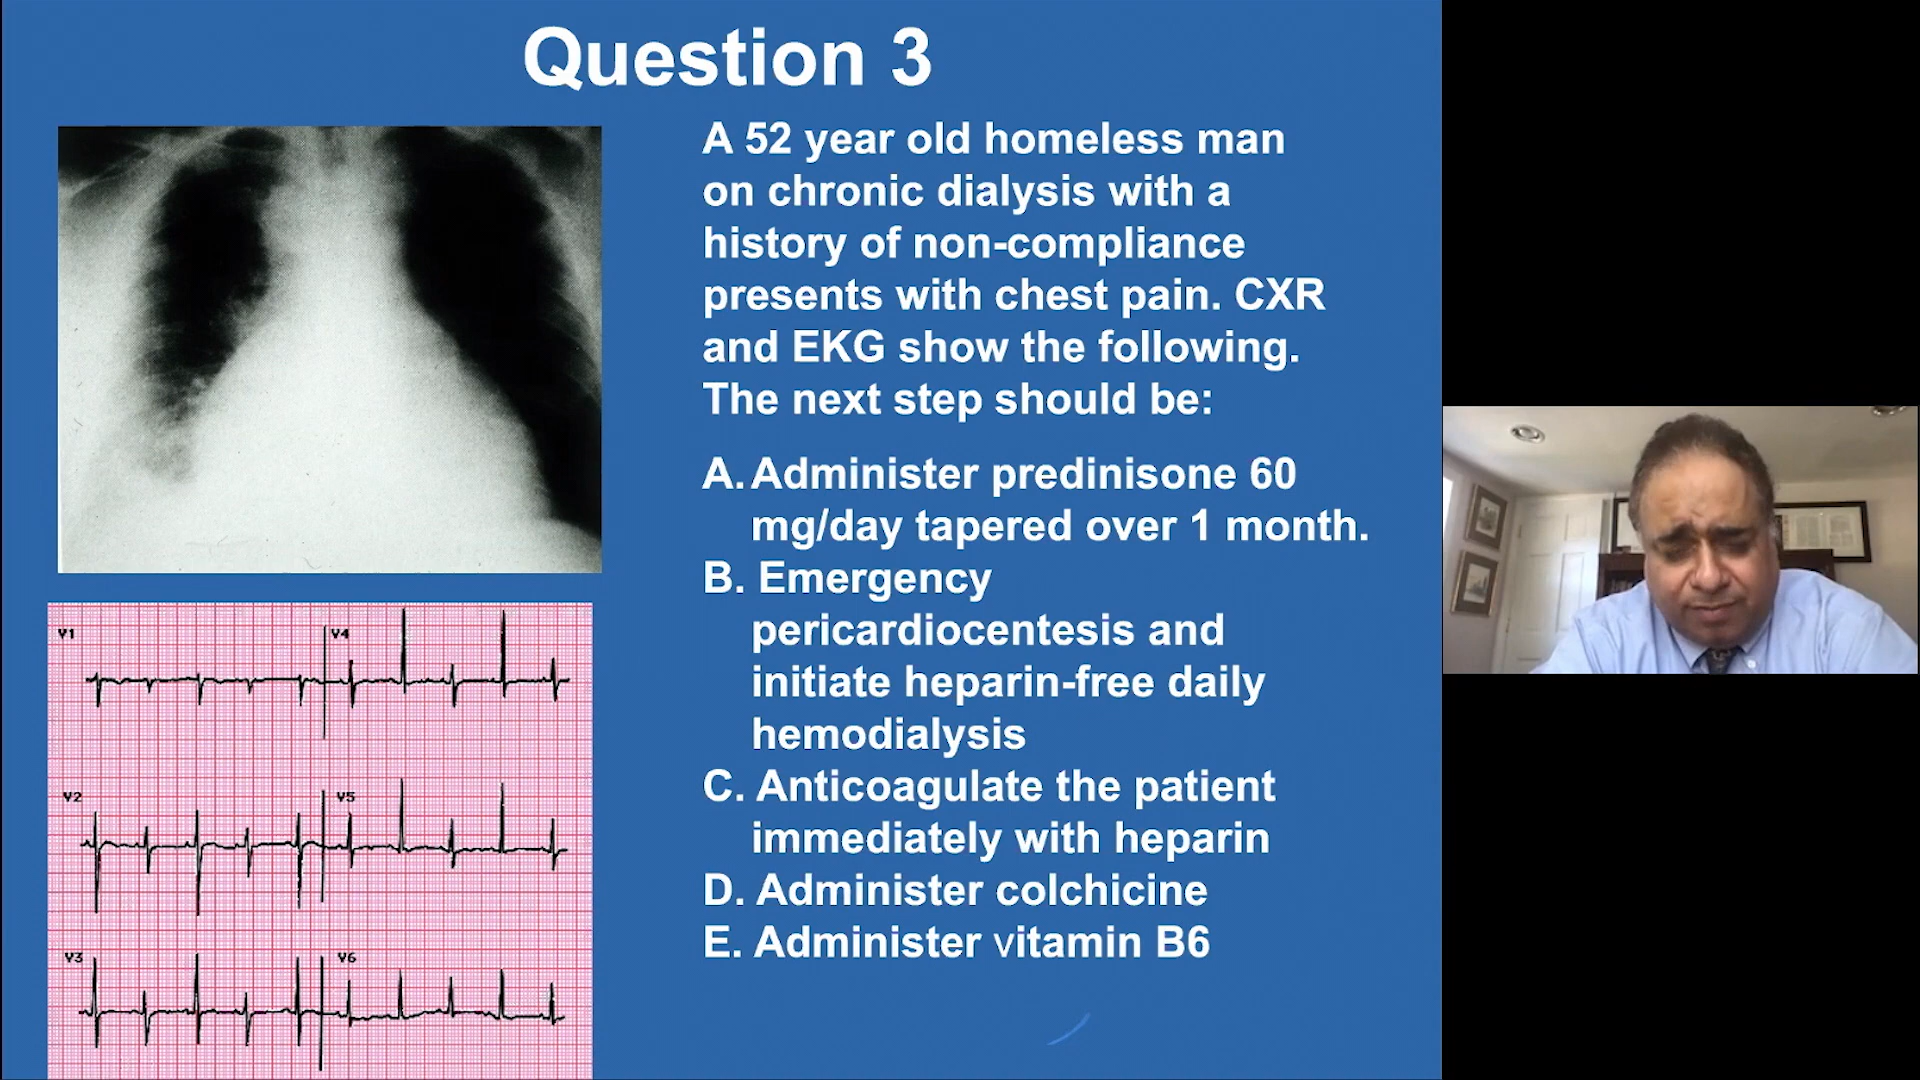 Question 3
A 52 year old homeless man
on chronic dialysis with a
history of non-compliance
presents with chest pain. CXR
and EKG show the following.
The next step should be:
A. Administer predinisone 60
mg/day tapered over 1 month.
B. Emergency
pericardiocentesis and
initiate heparin-free daily
hemodialysis
C. Anticoagulate the patient
immediately with heparin
D. Administer colchicine
E. Administer vitamin B6
V1
V4
V2
V5
V3
V6